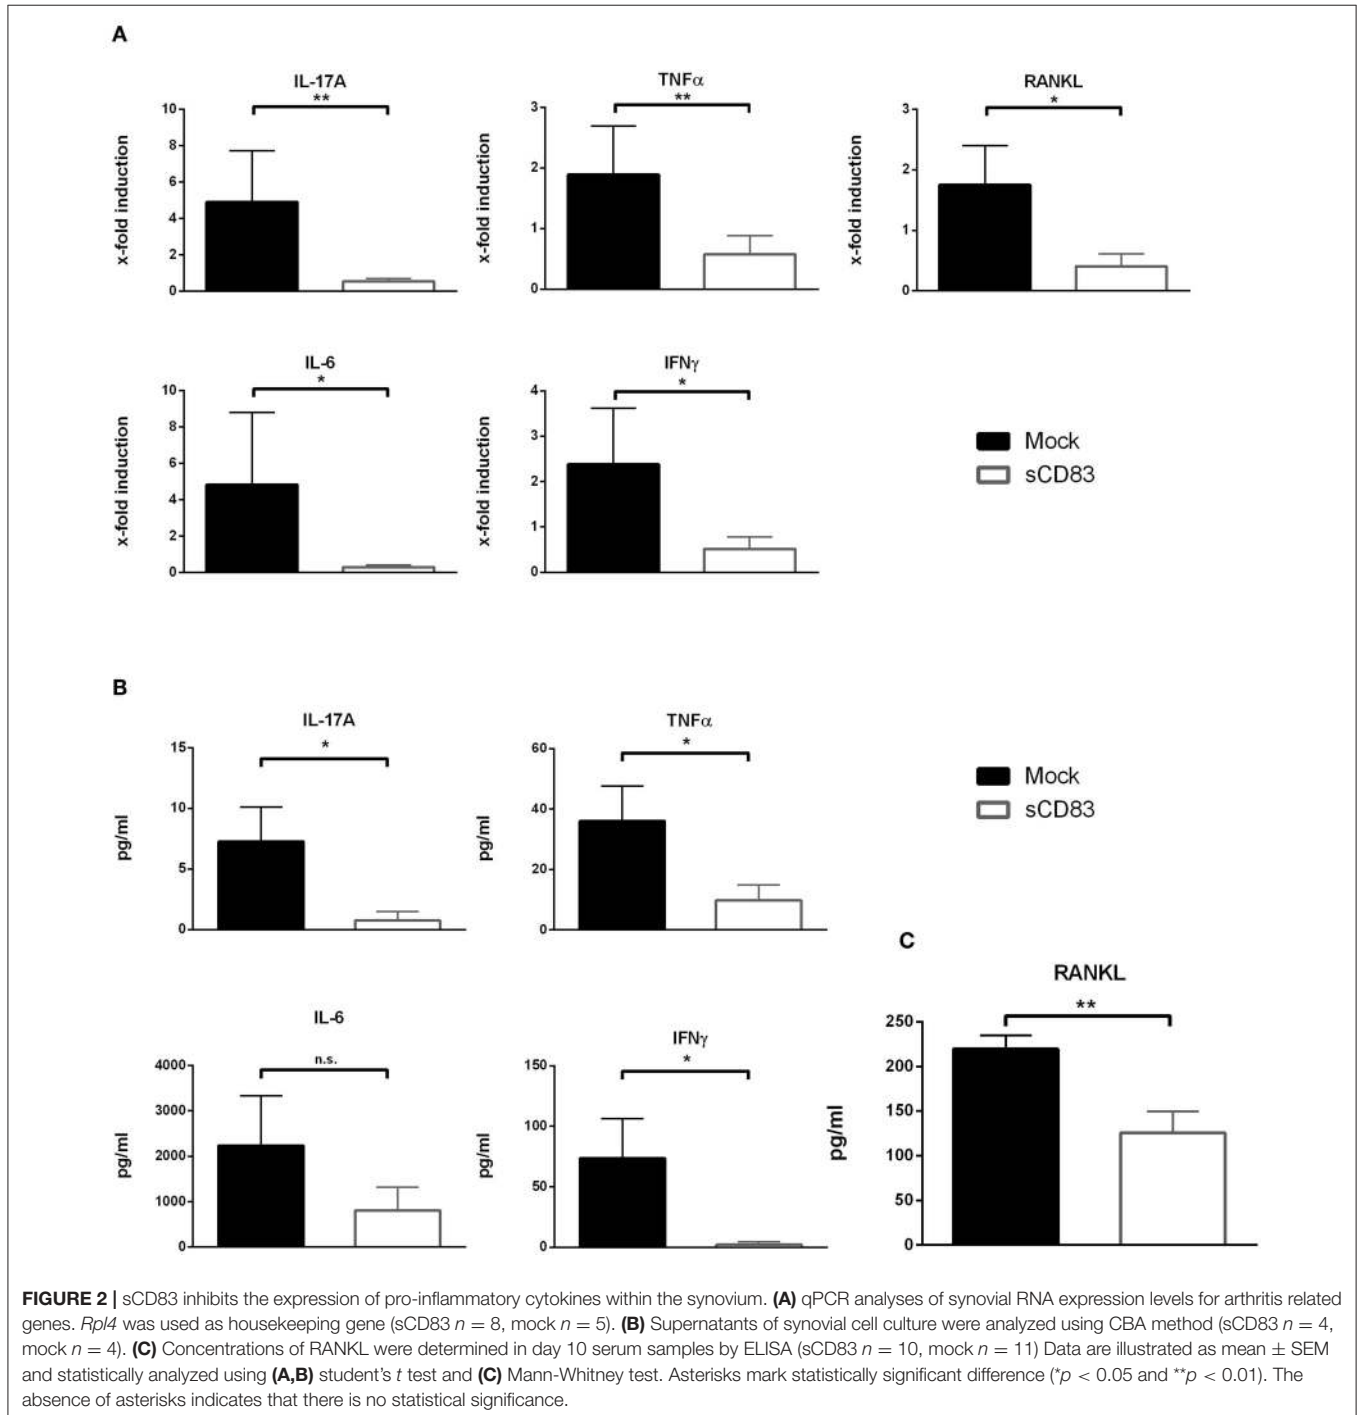 A
IL-17A
**
10
8
6
4
2
0
x-fold induction
TNFα
**
3
2
1
0
x-fold induction
RANKL
*
3
2
1
0
x-fold induction
IL-6
*
10
8
6
4
2
0
x-fold induction
IFNγ
*
4
3
2
1
0
x-fold induction
Mock
sCD83
B
IL-17A
*
15
10
5
0
pg/ml
TNFα
*
60
40
20
0
pg/ml
Mock
sCD83
IL-6
n.s.
4000
3000
2000
1000
0
pg/ml
IFNγ
*
150
100
50
0
pg/ml
C
RANKL
**
250
200
150
100
50
0
pg/ml
FIGURE 2 | sCD83 inhibits the expression of pro-inflammatory cytokines within the synovium. (A) qPCR analyses of synovial RNA expression levels for arthritis related
genes. Rpl4 was used as housekeeping gene (sCD83 n = 8, mock n = 5). (B) Supernatants of synovial cell culture were analyzed using CBA method (sCD83 n = 4,
mock n = 4). (C) Concentrations of RANKL were determined in day 10 serum samples by ELISA (sCD83 n = 10, mock n = 11) Data are illustrated as mean ± SEM
and statistically analyzed using (A,B) student's t test and (C) Mann-Whitney test. Asterisks mark statistically significant difference (*p < 0.05 and **p < 0.01). The
absence of asterisks indicates that there is no statistical significance.